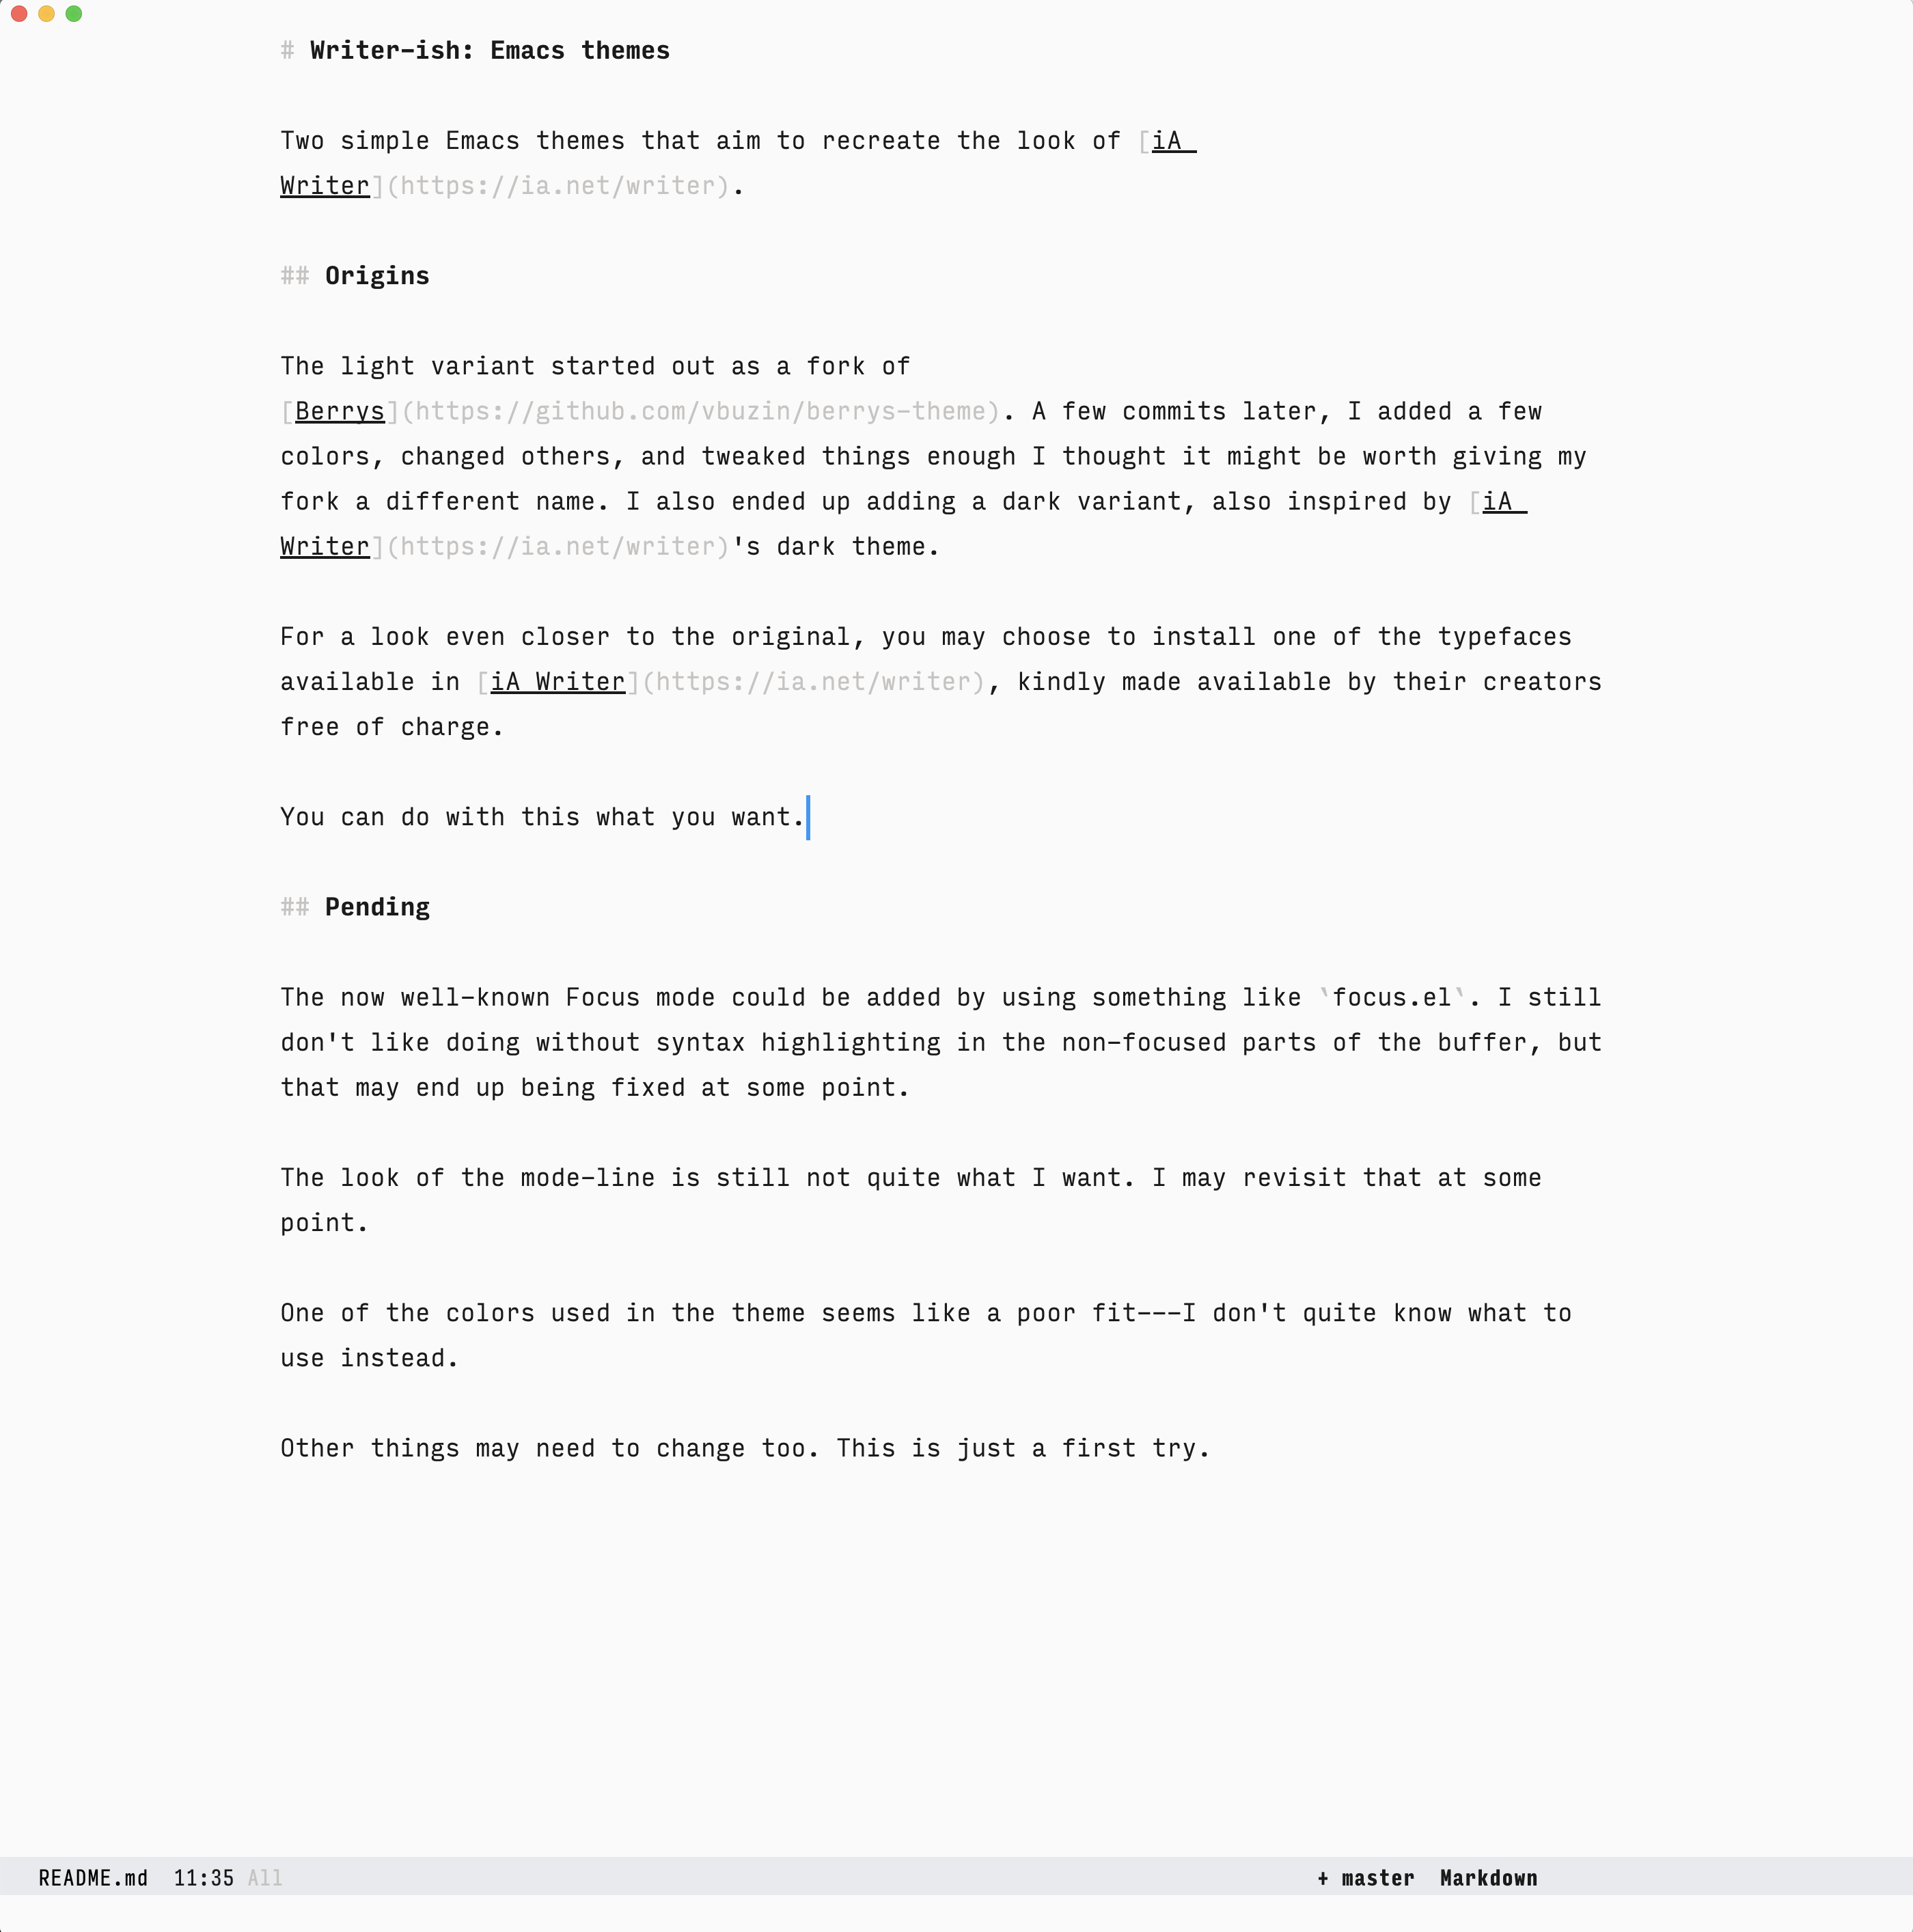 # Writer-ish: Emacs themes
Two simple Emacs themes that aim to recreate the look of [iA
Writer](https://ia.net/writer).
## Origins
The light variant started out as a fork of
[Berrys](https://github.com/vbuzin/berrys-theme). A few commits later, I added a few
colors, changed others, and tweaked things enough I thought it might be worth giving my
fork a different name. I also ended up adding a dark variant, also inspired by [iA
Writer](https://ia.net/writer)'s dark theme.
For a look even closer to the original, you may choose to install one of the typefaces
available in [iA Writer](https://ia.net/writer), kindly made available by their creators
free of charge.
You can do with this what you want.
## Pending
The now well-known Focus mode could be added by using something like `focus.el`. I still
don't like doing without syntax highlighting in the non-focused parts of the buffer, but
that may end up being fixed at some point.
The look of the mode-line is still not quite what I want. I may revisit that at some
point.
One of the colors used in the theme seems like a poor fit---I don't quite know what to
use instead.
Other things may need to change too. This is just a first try.
README.md 11:35 All + master Markdown